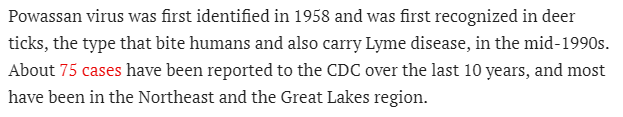 Powassan virus was first identified in 1958 and was first recognized in deer
ticks, the type that bite humans and also carry Lyme disease, in the mid-1990s.
About 75 cases have been reported to the CDC over the last 10 years, and most
have been in the Northeast and the Great Lakes region.